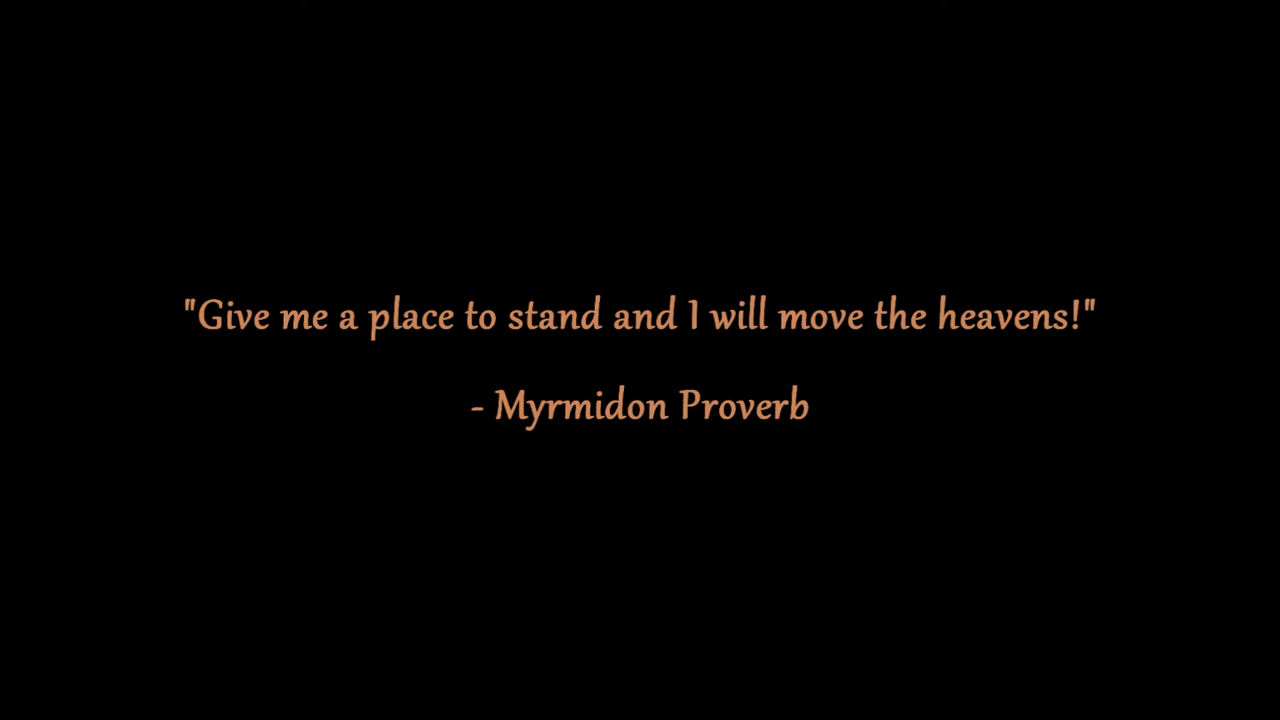 "Give me a place to stand and I will move the heavens!"
- Myrmidon Proverb